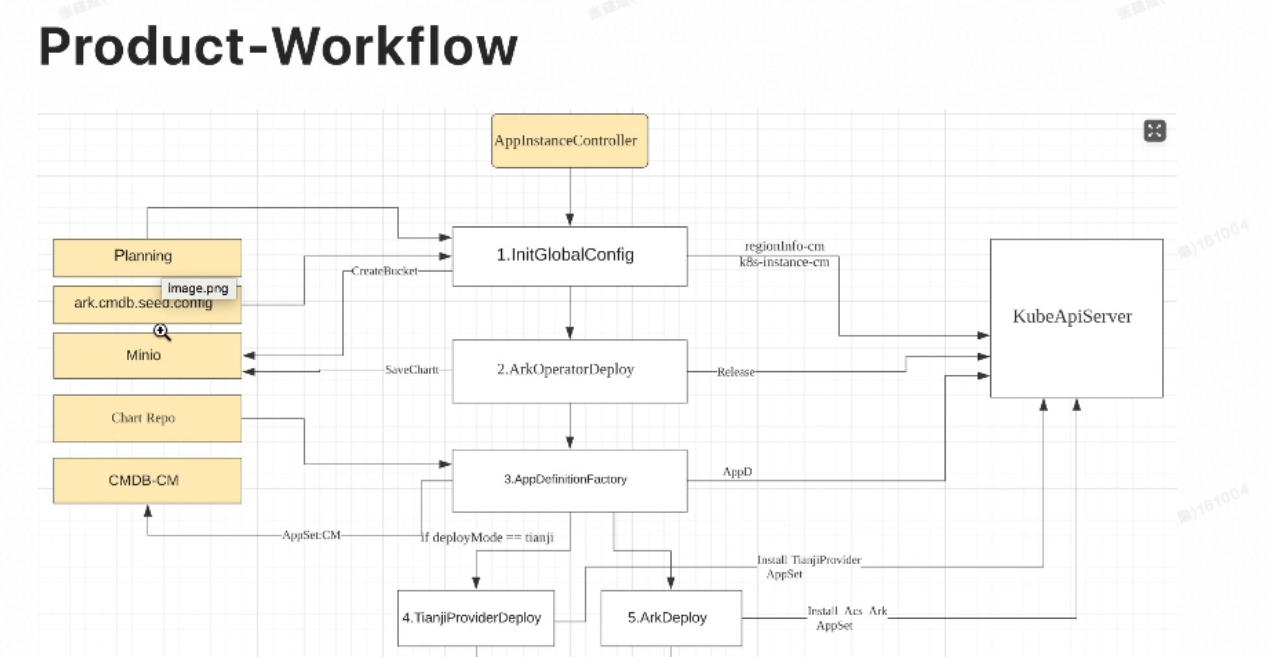 Product-Workflow
AppInstanceController
Planning
1.InitGlobalConfig
regionInfo-cm
k8s-instance-cm
CreateBucket
image.png
ark.cmdb.seed.config
KubeApiServer
Minio
SaveChartt
2.ArkOperatorDeploy
Release
Chart Repo
CMDB-CM
3.AppDefinitionFactory
AppD
AppSet:CM
if deployMode == tianji
Install TianjiProvider
AppSet
4.TianjiProviderDeploy
5.ArkDeploy
Install Acs Ark
AppSet
)161004
)161004